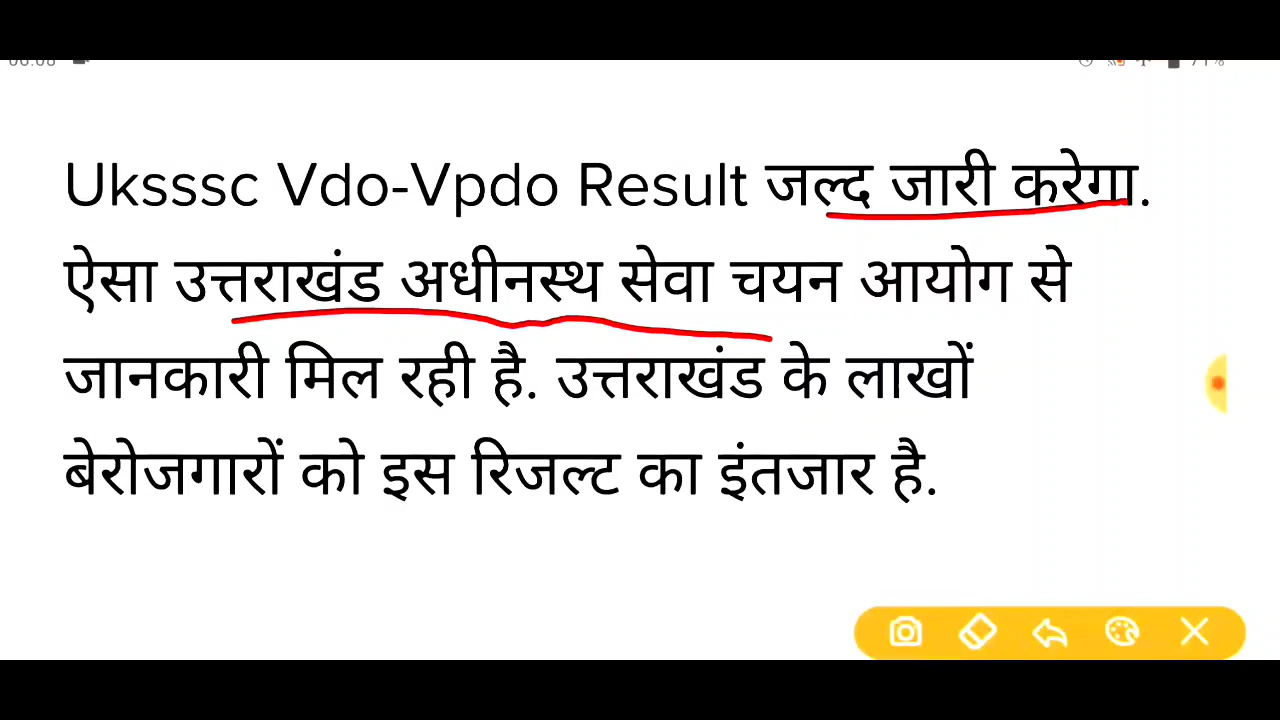 Uksssc Vdo-Vpdo Result जल्द जारी करेगा.
ऐसा उत्तराखंड अधीनस्थ सेवा चयन आयोग से
जानकारी मिल रही है. उत्तराखंड के लाखों
बेरोजगारों को इस रिजल्ट का इंतजार है.